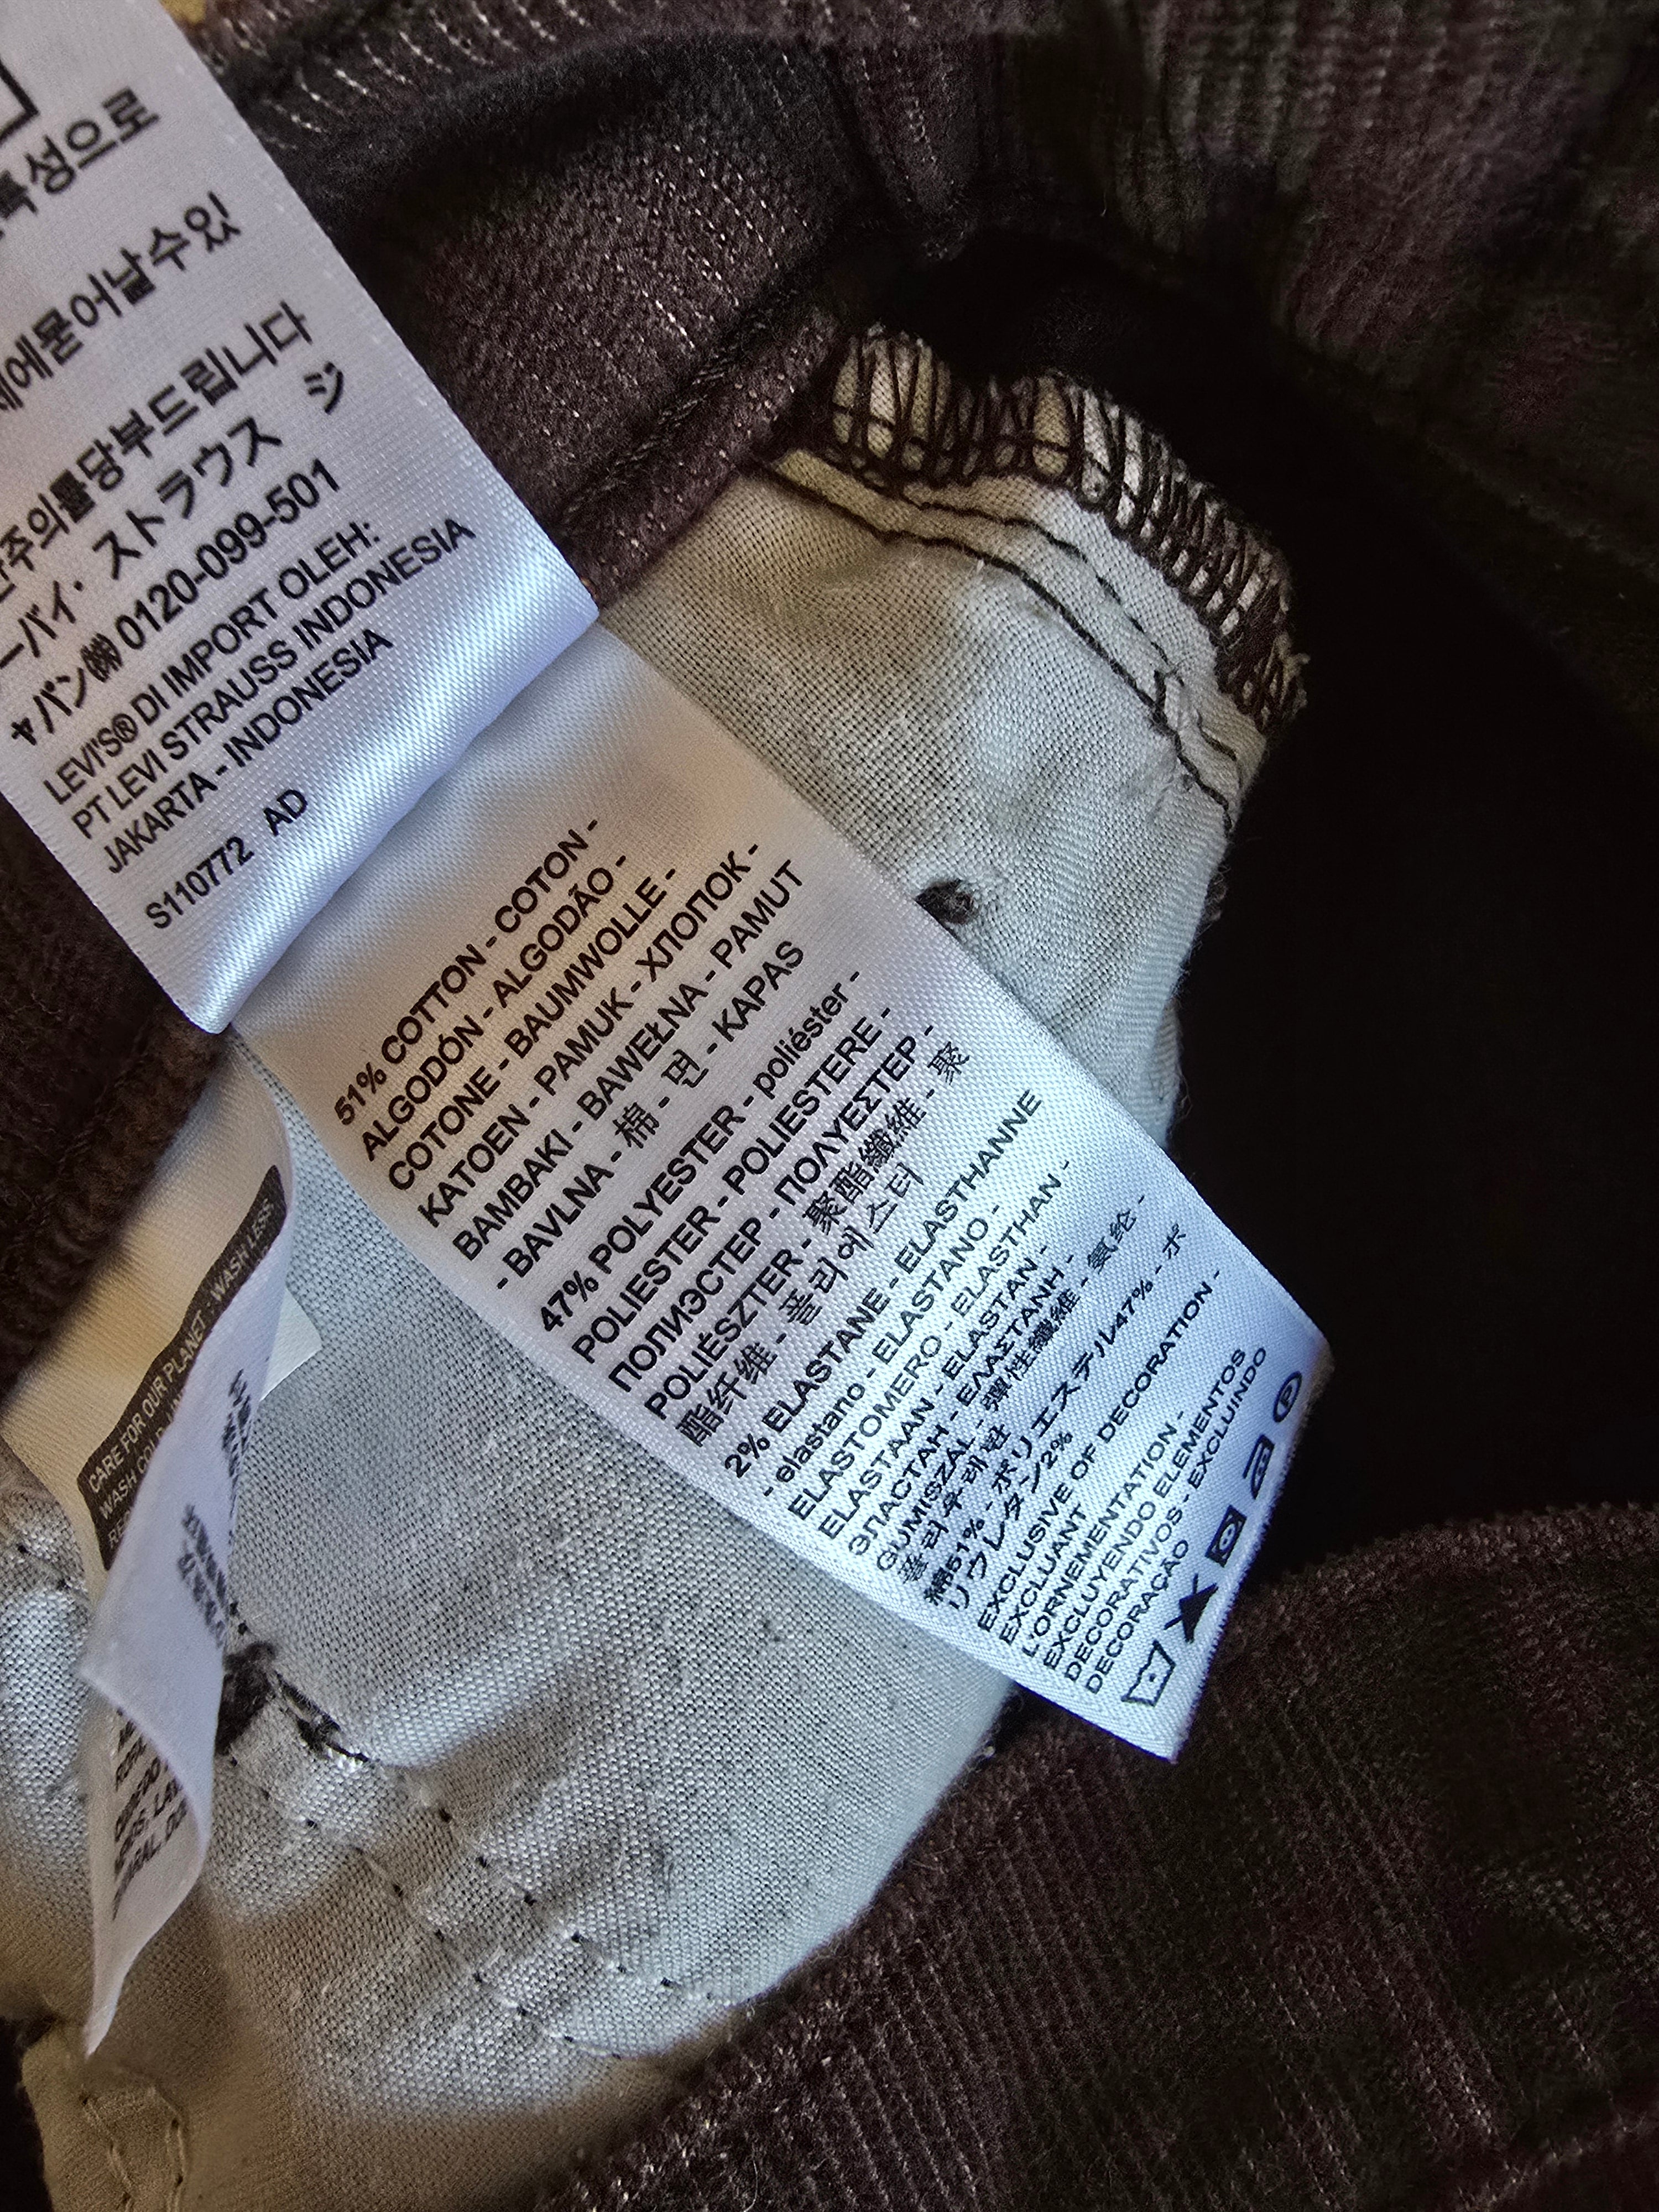 특성으로
에묻어날수있
주의를당부드립니다
ーバイ・ストラウス ジ
ャパン㈱ 0120-099-501
LEVI'S® DI IMPORT OLEH:
PT LEVI STRAUSS INDONESIA
JAKARTA - INDONESIA
S110772 AD
51% COTTON - COTON -
ALGODÓN - ALGODÃO -
COTONE - BAUMWOLLE -
KATOEN - PAMUK - ХЛОПОК -
BAMBAKI - BAWEŁNA - PAMUT
- BAVLNA - 棉 - 면 - KAPAS
47% POLYESTER - poliéster -
POLIESTER - POLIESTERE -
ПОЛИЭСТЕР - ΠΟΛΥΕΣΤΕΡ -
POLIÉSZTER - 聚酯纖維 - 聚
酯纤维 - 폴리에스터
2% ELASTANE - ELASTHANNE
- elastano - ELASTANO -
ELASTOMERO - ELASTHAN -
ELASTAAN - ELASTAN -
ЭЛАСТАН - ΕΛΑΣΤΑΝΗ -
GUMISZÁL - 彈性纖維 - 氨纶 -
폴리우레탄
綿51% - ポリエステル47% - ポ
リウレタン2%
EXCLUSIVE OF DECORATION -
EXCLUANT
L'ORNEMENTATION -
EXCLUYENDO ELEMENTOS
DECORATIVOS - EXCLUINDO
DECORAÇÃO
CARE FOR OUR PLANET : WASH LESS
WASH COLD